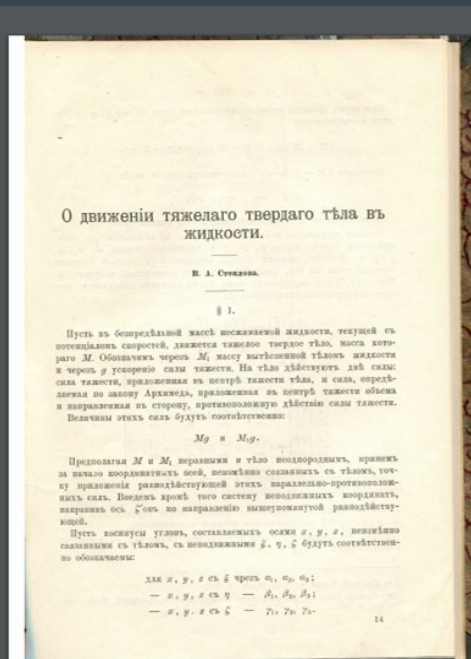 О движеніи тяжелаго твердаго тѣла въ
жидкости.
В. А. Стеклова.
§ 1.
Пусть въ безпредѣльной массѣ несжимаемой жидкости, текущей съ
потенціаломъ скоростей, движется тяжелое твердое тѣло, масса кото-
раго M. Обозначимъ черезъ M₁ массу вытѣсненной тѣломъ жидкости
и черезъ g ускореніе силы тяжести. На тѣло дѣйствуютъ двѣ силы:
сила тяжести, приложенная въ центрѣ тяжести тѣла, и сила, опредѣ-
ляемая по закону Архимеда, приложенная въ центрѣ тяжести объема
и направленная въ сторону, противоположную дѣйствію силы тяжести.
Величины этихъ силъ будутъ соотвѣтственно:
Mg и M₁g.
Предполагая M и M₁ неравными и тѣло неоднороднымъ, примемъ
за начало координатныхъ осей, неизмѣнно связанныхъ съ тѣломъ, точ-
ку приложенія равнодѣйствующей этихъ параллельно-противополож-
ныхъ силъ. Введемъ кромѣ того систему неподвижныхъ координатъ,
направивъ ось ζ овъ по направленію вышеупомянутой равнодѣйству-
ющей.
Пусть косинусы угловъ, составляемыхъ осями x, y, z, неизмѣнно
связанными съ тѣломъ, съ неподвижными ξ, η, ζ будутъ соотвѣтствен-
но обозначаемы:
для x, y, z съ ξ чрезъ α₁, α₂, α₃;
— x, y, z съ η — β₁, β₂, β₃;
— x, y, z съ ζ — γ₁, γ₂, γ₃.
14